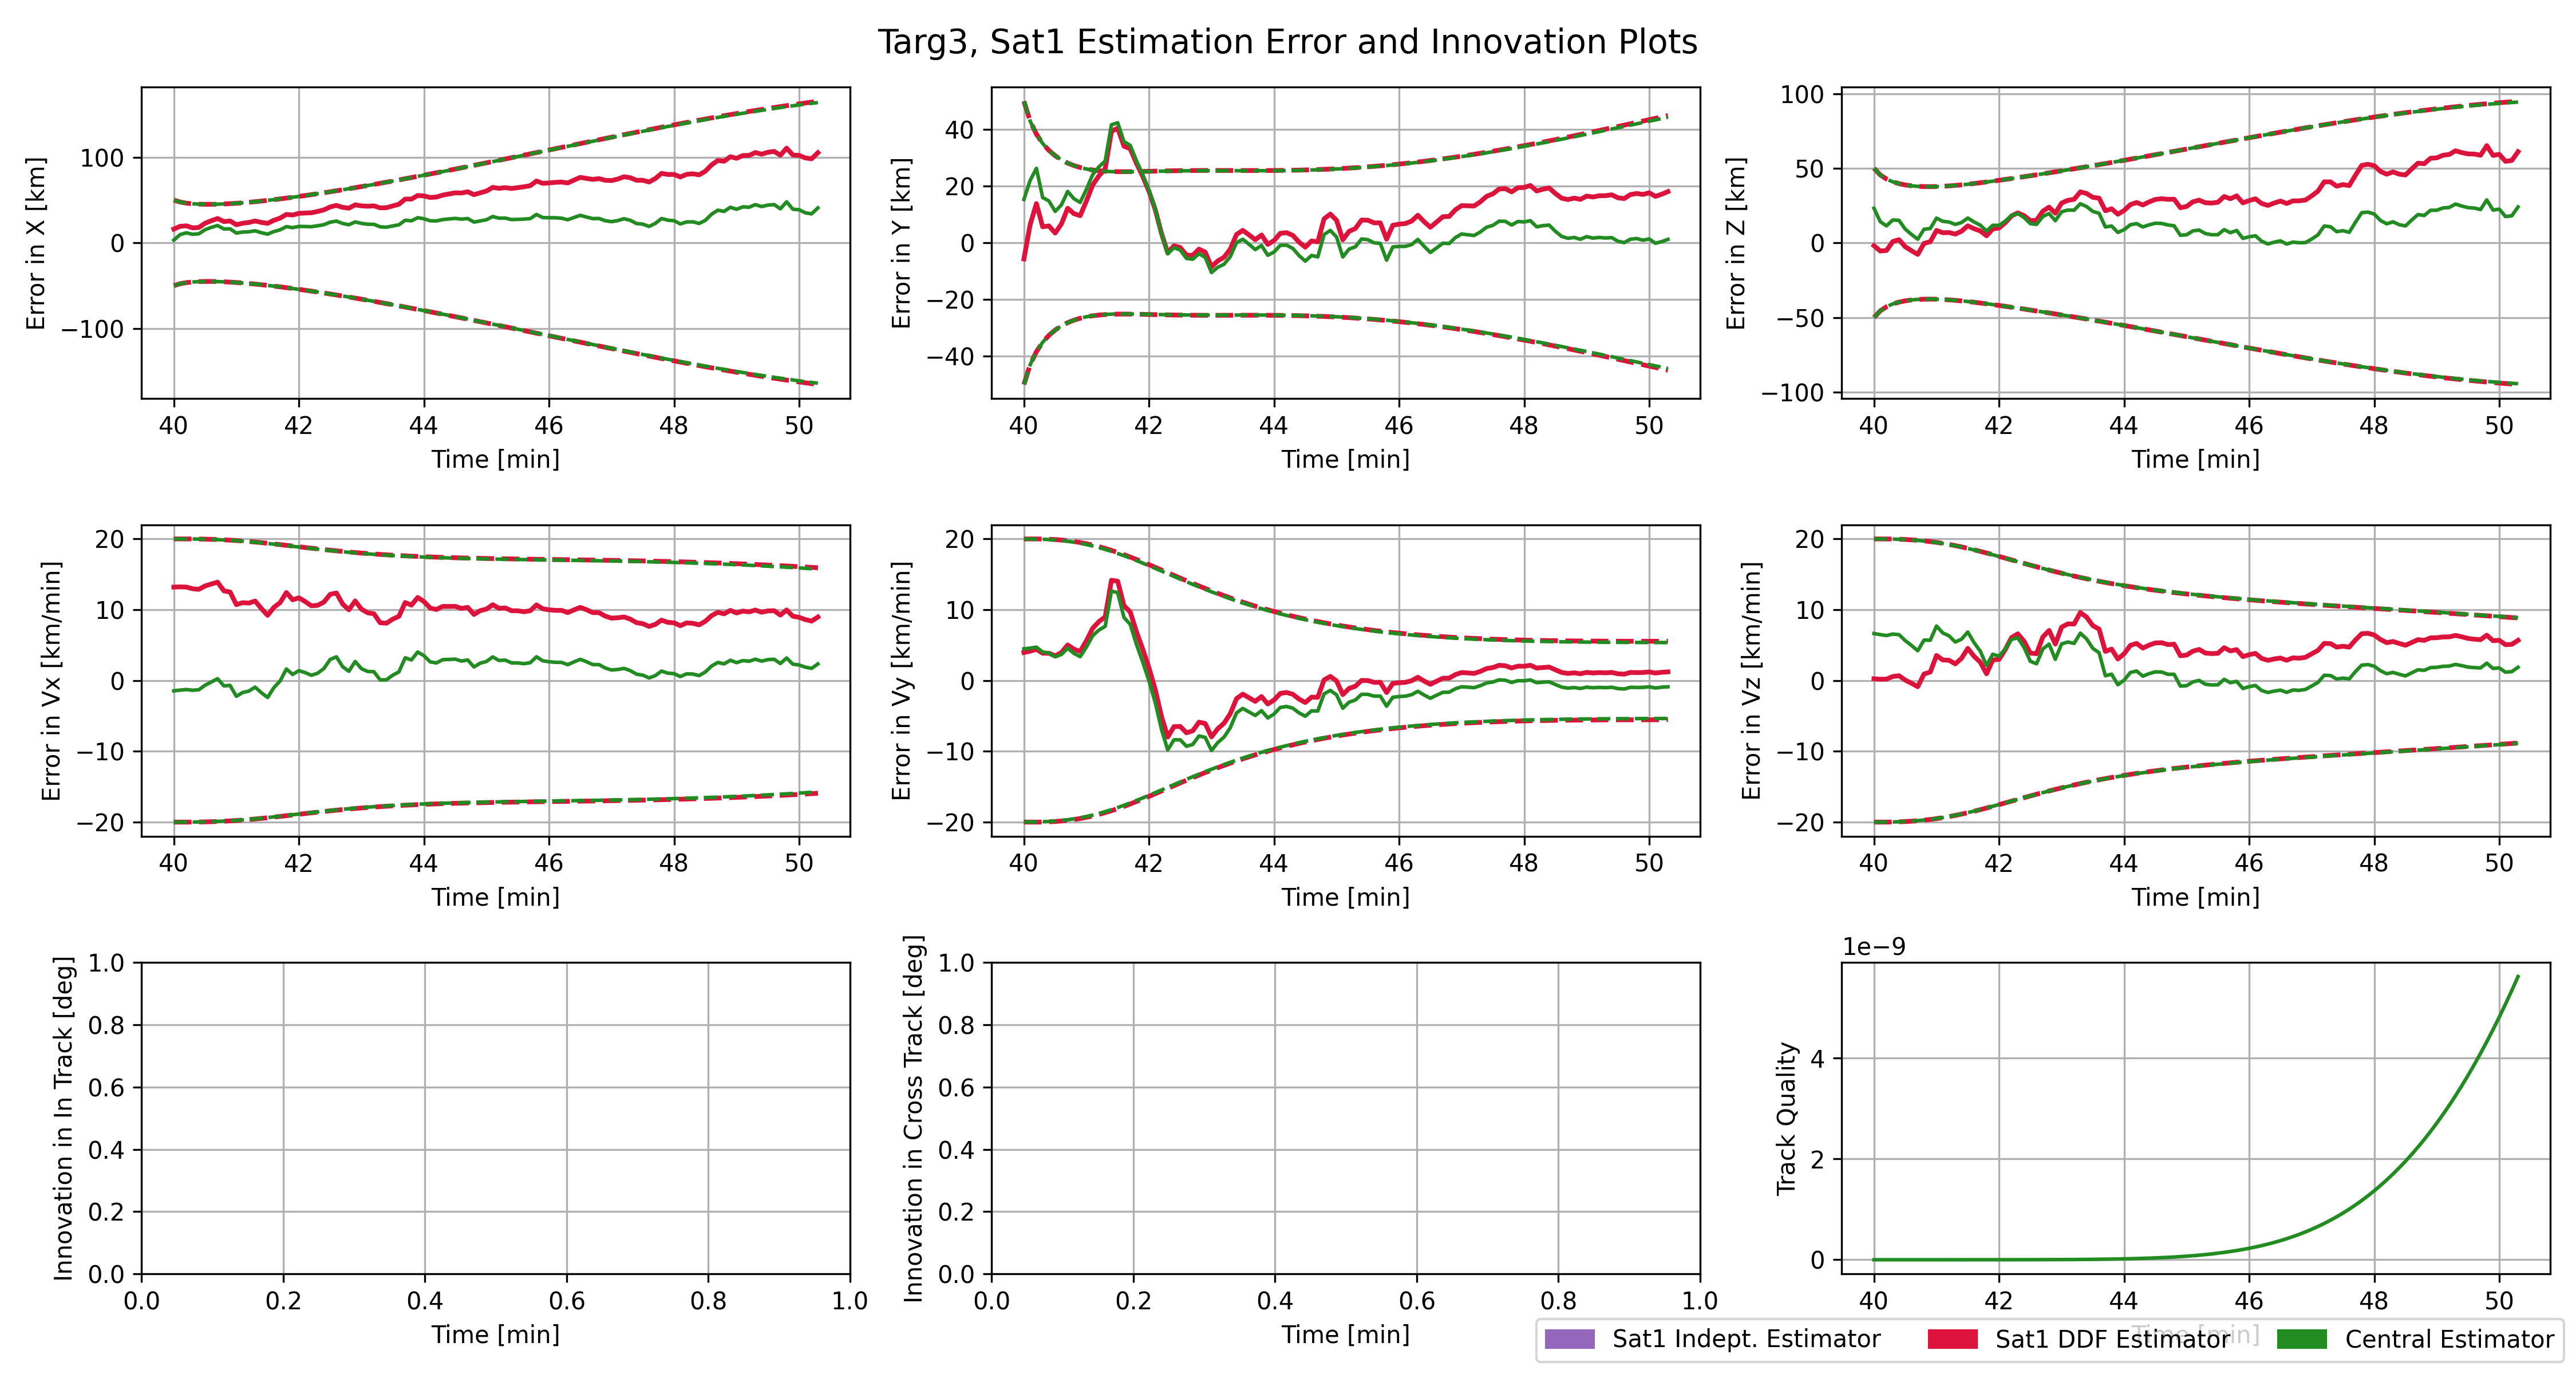 Targ3, Sat1 Estimation Error and Innovation Plots
Error in X [km]
100
0
−100
40 42 44 46 48 50
Time [min]
Error in Y [km]
40
20
0
−20
−40
40 42 44 46 48 50
Time [min]
Error in Z [km]
100
50
0
−50
−100
40 42 44 46 48 50
Time [min]
Error in Vx [km/min]
20
10
0
−10
−20
40 42 44 46 48 50
Time [min]
Error in Vy [km/min]
20
10
0
−10
−20
40 42 44 46 48 50
Time [min]
Error in Vz [km/min]
20
10
0
−10
−20
40 42 44 46 48 50
Time [min]
Innovation in In Track [deg]
1.0
0.8
0.6
0.4
0.2
0.0
0.0 0.2 0.4 0.6 0.8 1.0
Time [min]
Innovation in Cross Track [deg]
1.0
0.8
0.6
0.4
0.2
0.0
0.0 0.2 0.4 0.6 0.8 1.0
Time [min]
1e−9
Track Quality
4
2
0
40 42 44 46 48 50
Time [min]
Sat1 Indept. Estimator Sat1 DDF Estimator Central Estimator